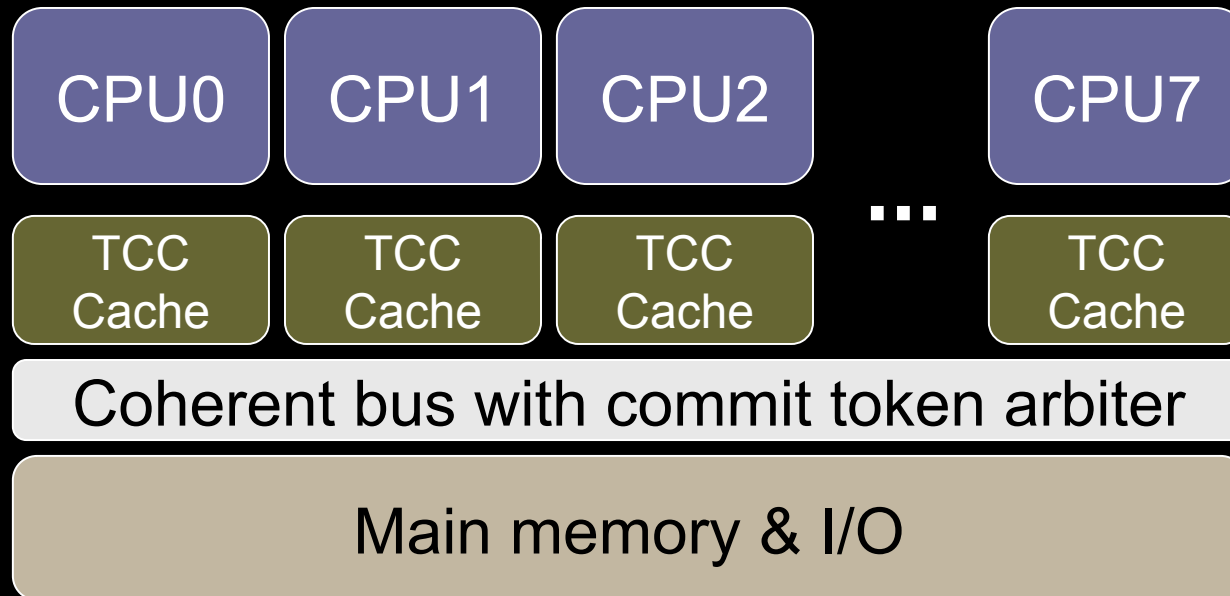 CPU0
CPU1
CPU2
...
CPU7
TCC
Cache
TCC
Cache
TCC
Cache
TCC
Cache
Coherent bus with commit token arbiter
Main memory & I/O